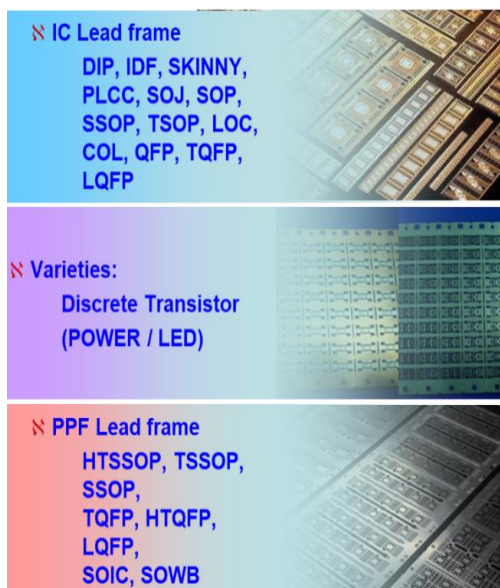 ℵ IC Lead frame
DIP, IDF, SKINNY,
PLCC, SOJ, SOP,
SSOP, TSOP, LOC,
COL, QFP, TQFP,
LQFP
ℵ Varieties:
Discrete Transistor
(POWER / LED)
ℵ PPF Lead frame
HTSSOP, TSSOP,
SSOP,
TQFP, HTQFP,
LQFP,
SOIC, SOWB